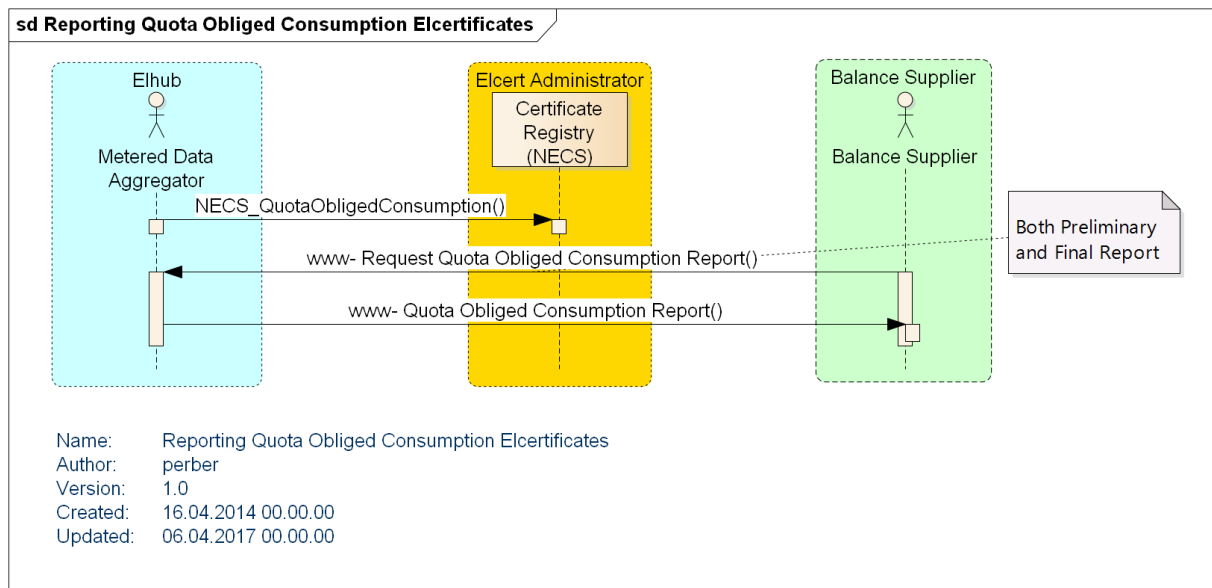 sd Reporting Quota Obliged Consumption Elcertificates
Elhub
Metered Data
Aggregator
Elcert Administrator
Certificate
Registry
(NECS)
Balance Supplier
Balance Supplier
NECS_QuotaObligedConsumption()
www- Request Quota Obliged Consumption Report()
Both Preliminary
and Final Report
www- Quota Obliged Consumption Report()
Name: Reporting Quota Obliged Consumption Elcertificates
Author: perber
Version: 1.0
Created: 16.04.2014 00.00.00
Updated: 06.04.2017 00.00.00